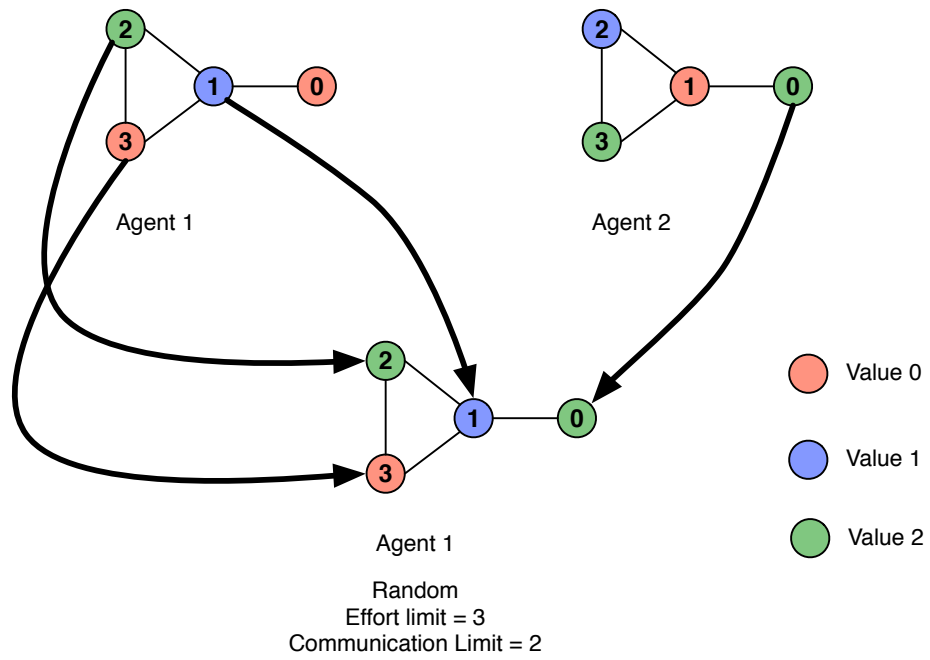 2
1
0
3
Agent 1
2
1
0
3
Agent 2
2
1
0
3
Agent 1
Random
Effort limit = 3
Communication Limit = 2
Value 0
Value 1
Value 2